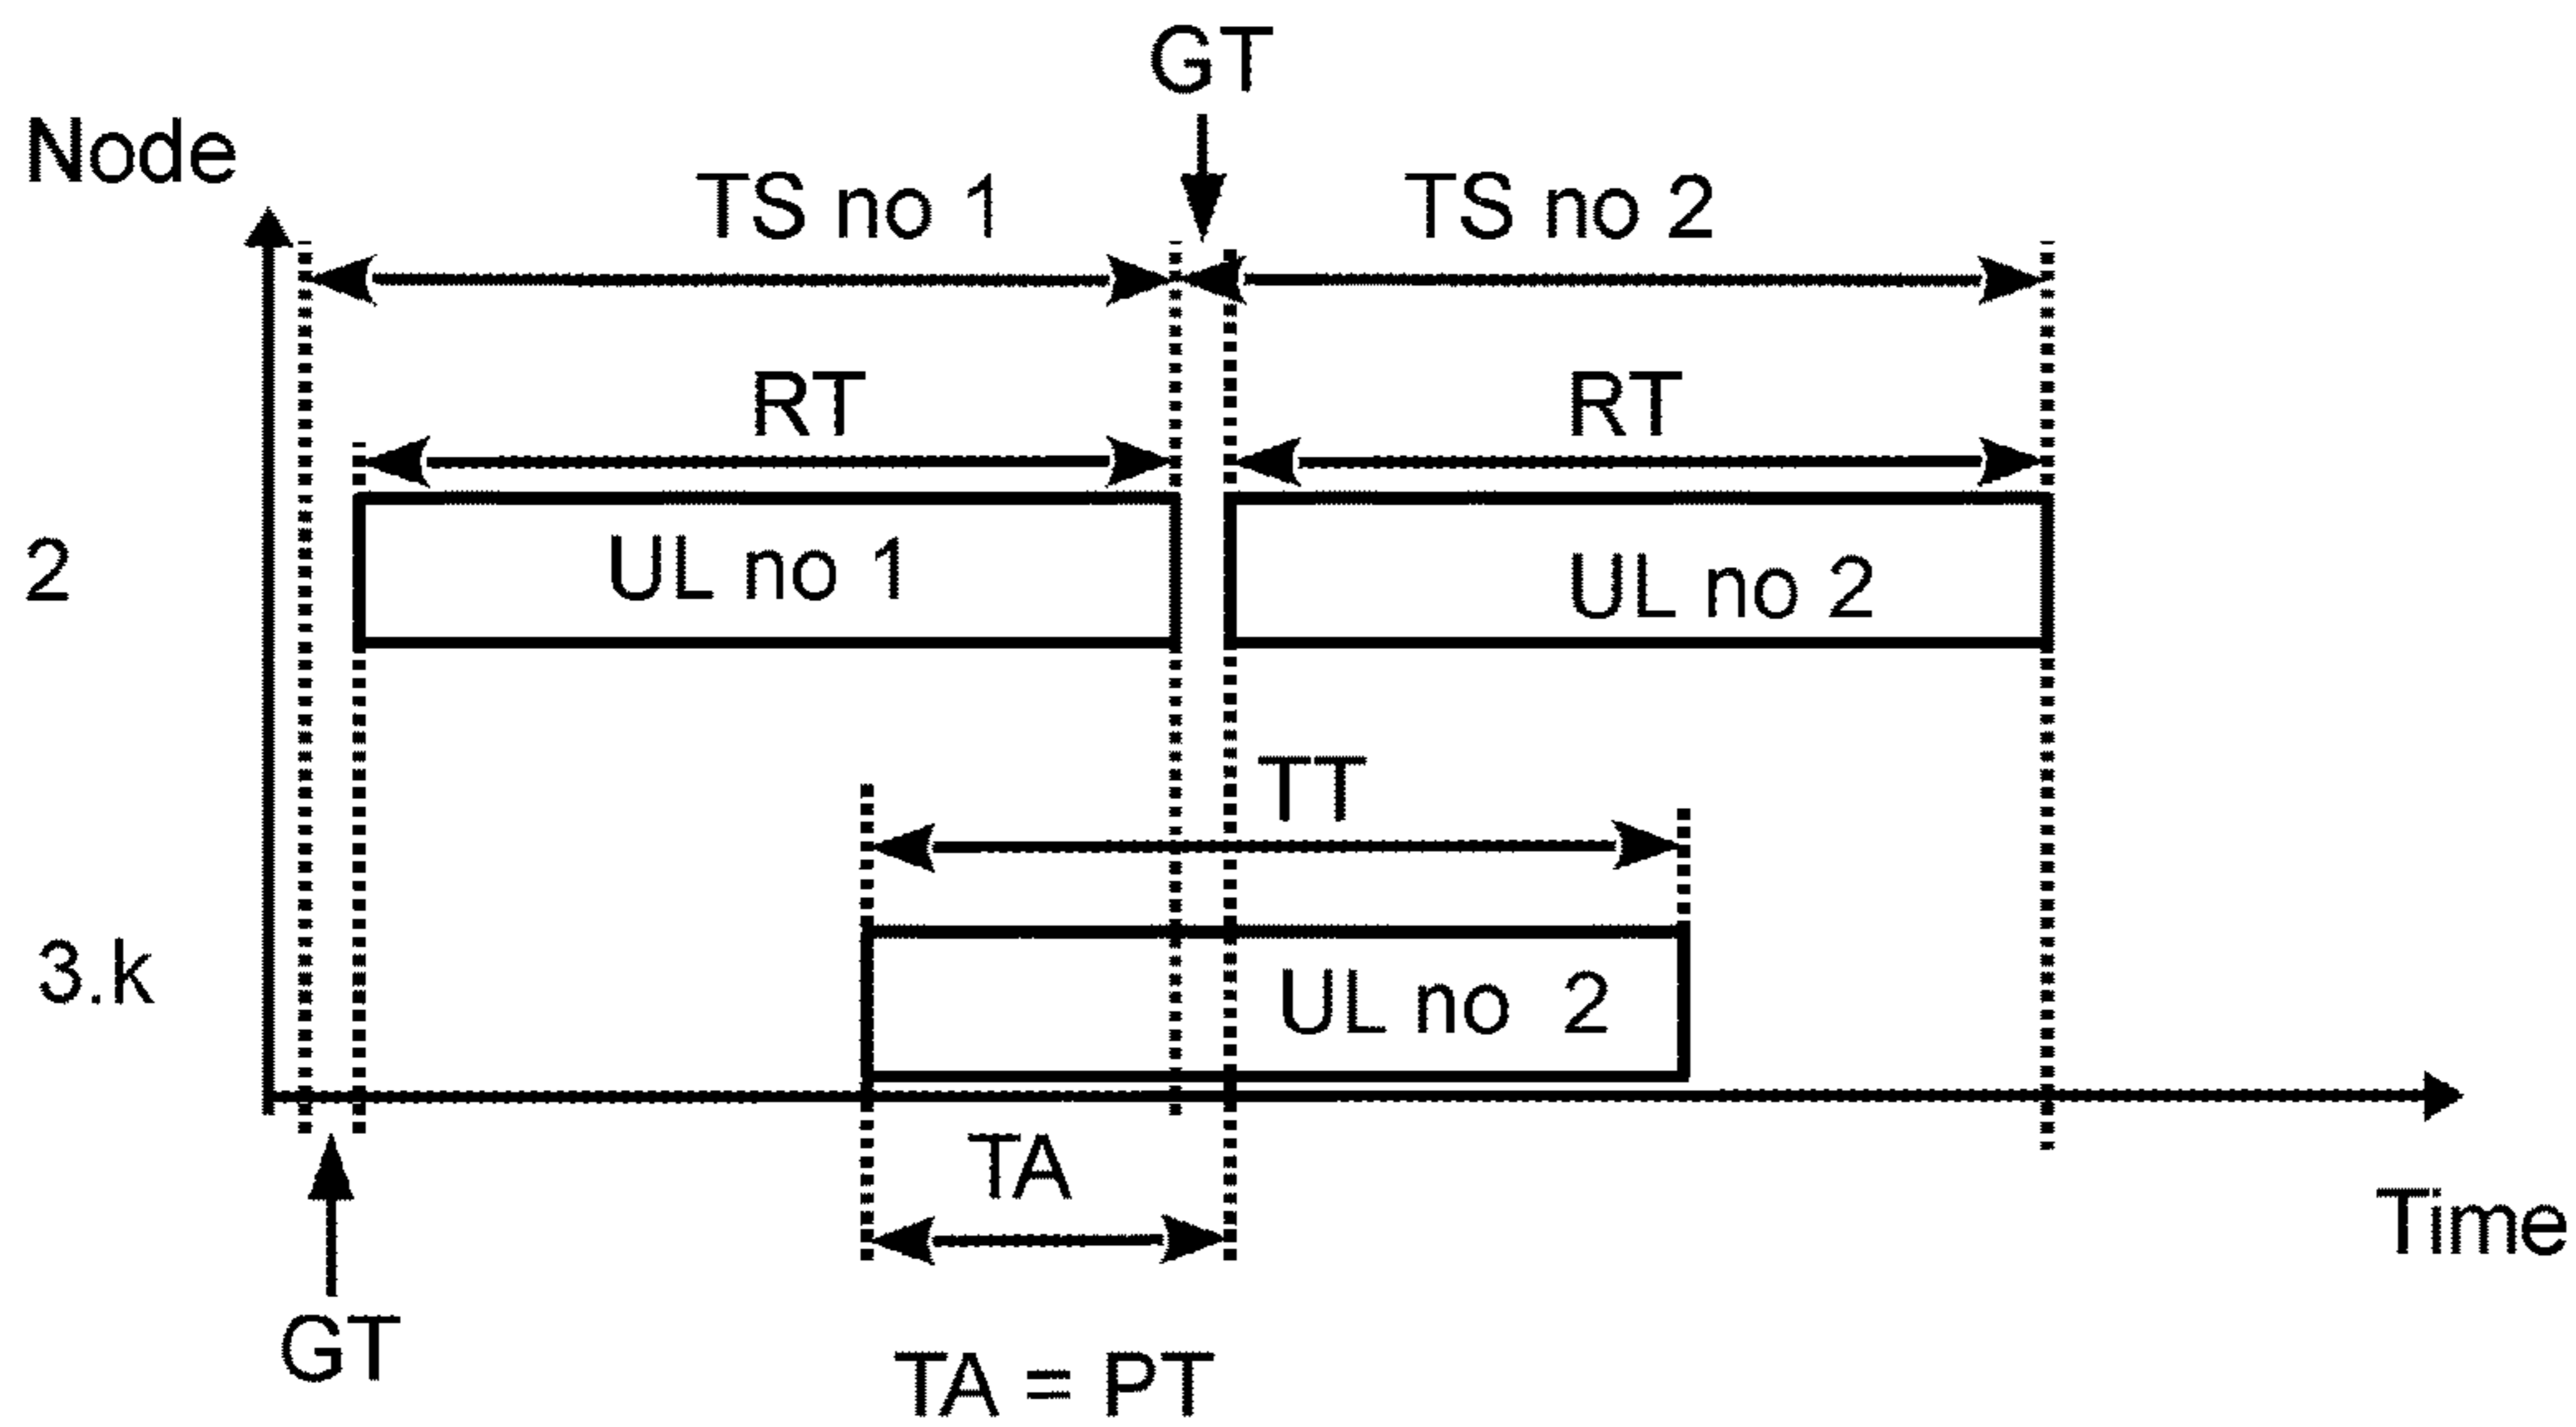 GT
Node
TS no 1
TS no 2
RT
RT
2
UL no 1
UL no 2
TT
3.k
UL no 2
TA
Time
GT
TA = PT